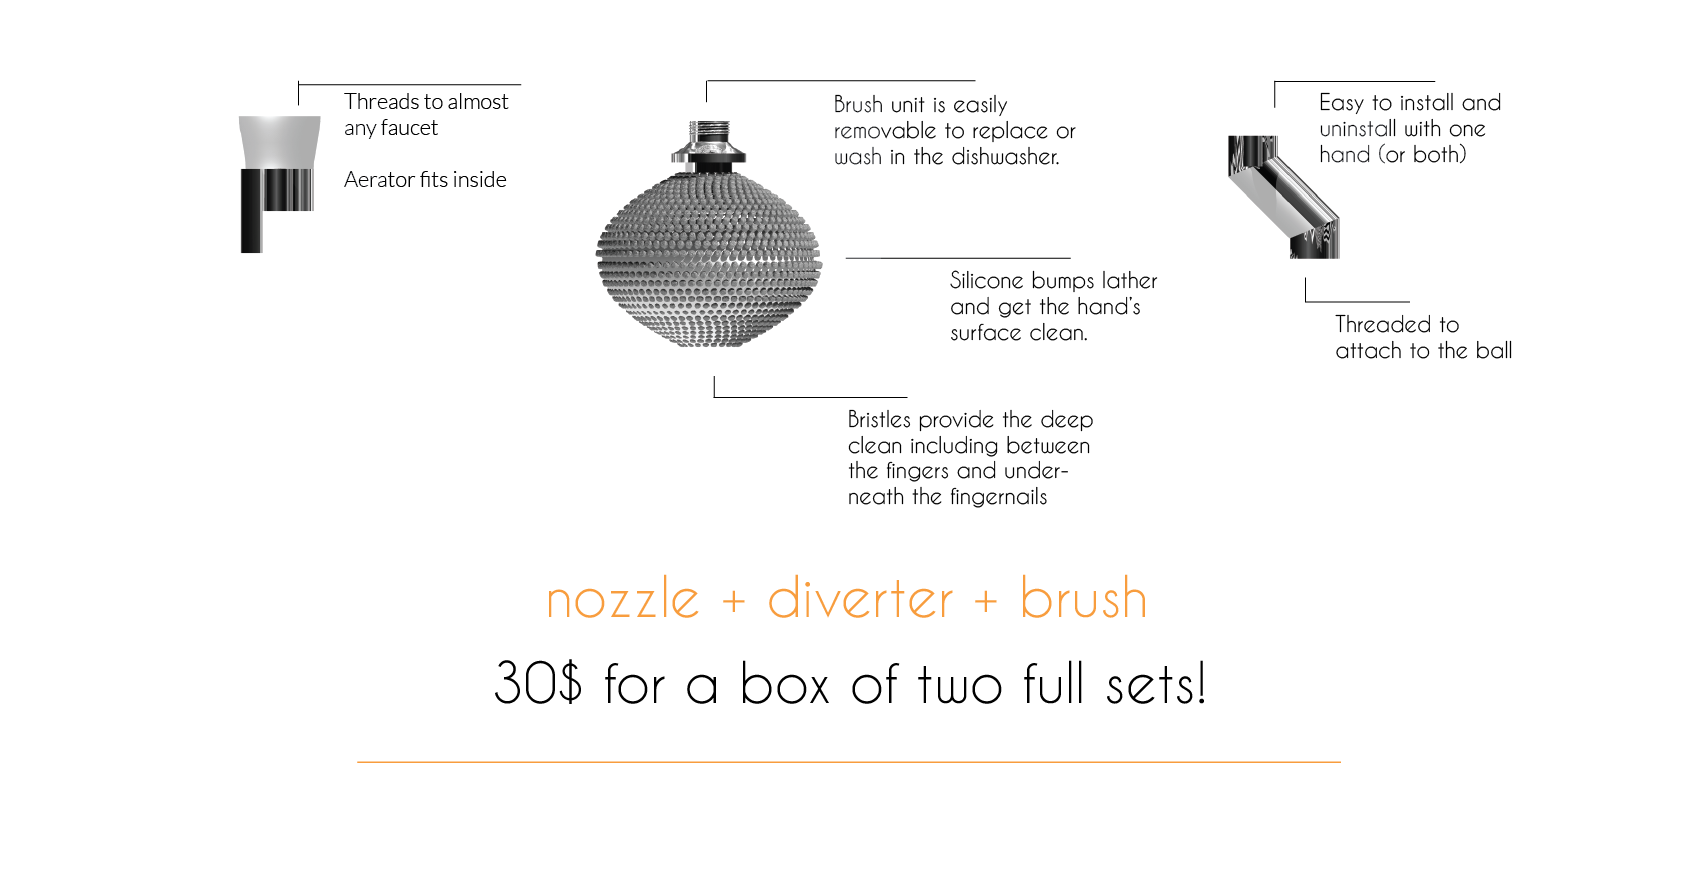 Threads to almost
any faucet
Aerator fits inside
Brush unit is easily
removable to replace or
wash in the dishwasher.
Silicone bumps lather
and get the hand's
surface clean.
Bristles provide the deep
clean including between
the fingers and under-
neath the fingernails
Easy to install and
uninstall with one
hand (or both)
Threaded to
attach to the ball
nozzle + diverter + brush
30$ for a box of two full sets!